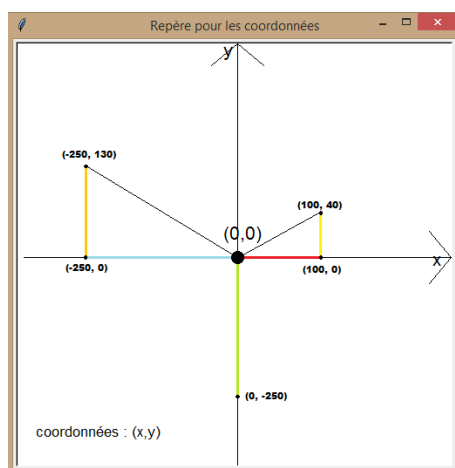 Repère pour les coordonnées
y
(-250, 130)
(100, 40)
(0,0)
x
(-250, 0)
(100, 0)
(0, -250)
coordonnées : (x,y)